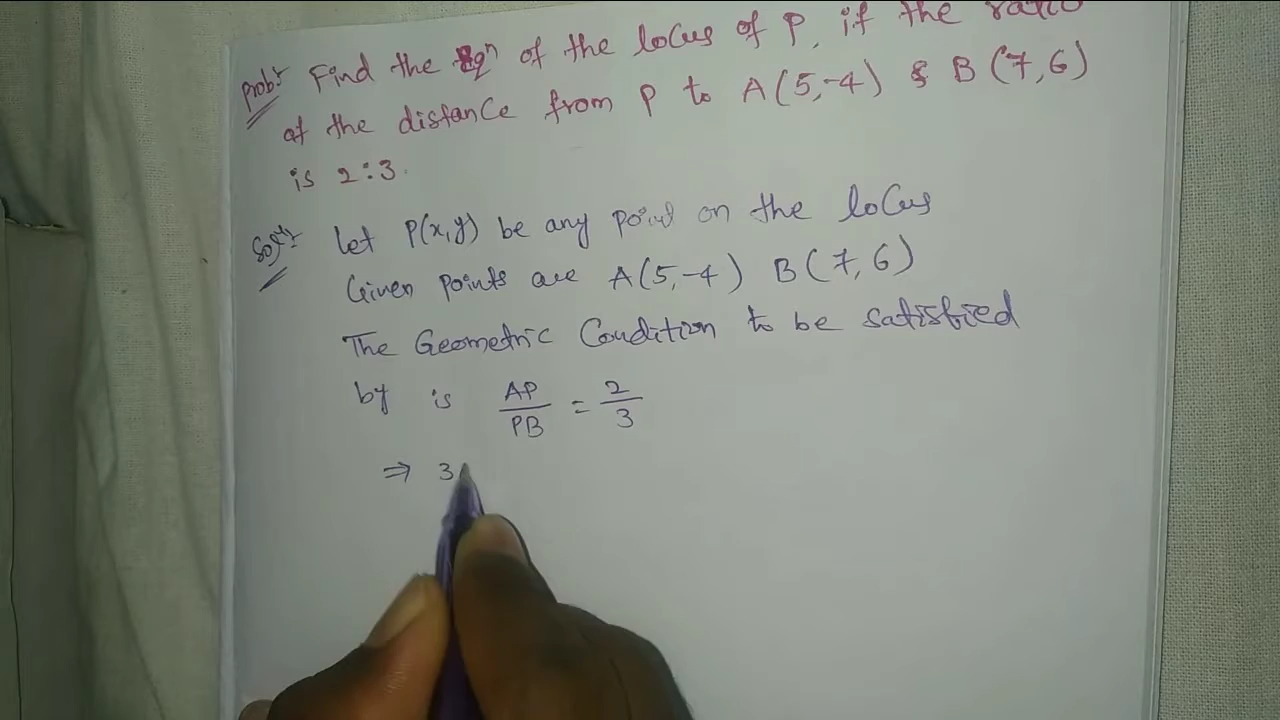 Prob:- Find the Eqn of the locus of P, if the ratio
of the distance from P to A(5,-4) & B(7,6)
is 2:3.
Sol:- Let P(x,y) be any point on the locus
Given points are A(5,-4) B(7,6)
The Geometric Condition to be satisfied
by is AP/PB = 2/3
⇒ 3